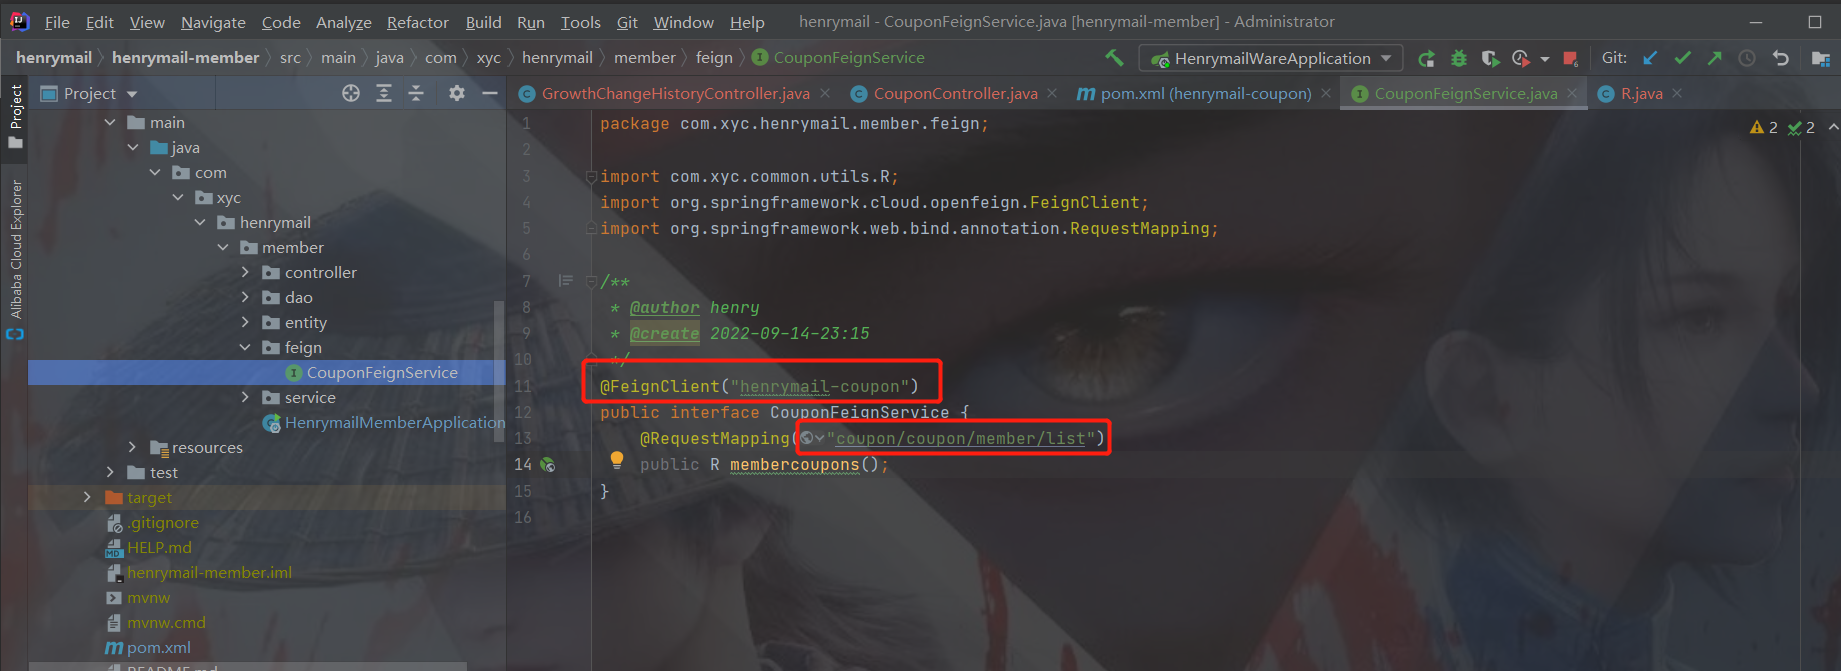 File Edit View Navigate Code Analyze Refactor Build Run Tools Git Window Help henrymail - CouponFeignService.java [henrymail-member] - Administrator
henrymail henrymail-member src main java com xyc henrymail member feign CouponFeignService HenrymailWareApplication Git:
Project GrowthChangeHistoryController.java CouponController.java pom.xml (henrymail-coupon) CouponFeignService.java R.java
Project
Alibaba Cloud Explorer
main
java
com
xyc
henrymail
member
controller
dao
entity
feign
CouponFeignService
service
HenrymailMemberApplication
resources
test
target
.gitignore
HELP.md
henrymail-member.iml
mvnw
mvnw.cmd
pom.xml
README.md
2 2
1 package com.xyc.henrymail.member.feign;
2
3 import com.xyc.common.utils.R;
4 import org.springframework.cloud.openfeign.FeignClient;
5 import org.springframework.web.bind.annotation.RequestMapping;
6
7 /**
8 * @author henry
9 * @create 2022-09-14-23:15
10 */
11 @FeignClient("henrymail-coupon")
12 public interface CouponFeignService {
13 @RequestMapping("coupon/coupon/member/list")
14 public R membercoupons();
15 }
16